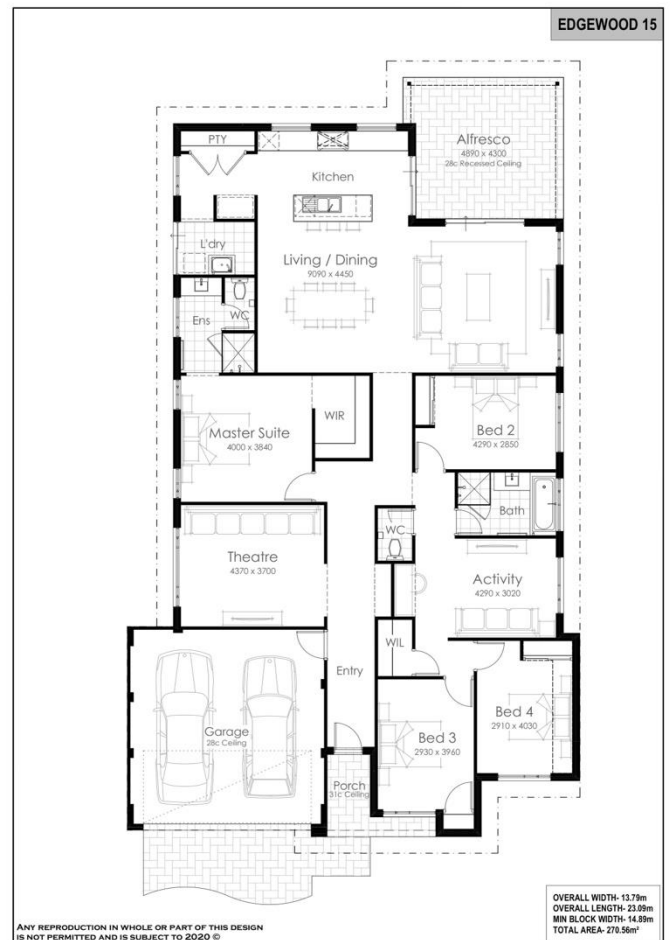 EDGEWOOD 15
PTY
Alfresco
4890 x 4300
28c Recessed Ceiling
Kitchen
L'dry
Living / Dining
9090 x 4450
Ens
WC
WIR
Master Suite
4000 x 3840
Bed 2
4290 x 2850
Bath
WC
Theatre
4370 x 3700
Activity
4290 x 3020
WIL
Entry
Garage
28c Ceiling
Bed 3
2930 x 3960
Bed 4
2910 x 4030
Porch
31c Ceiling
OVERALL WIDTH- 13.79m
OVERALL LENGTH- 23.09m
MIN BLOCK WIDTH- 14.89m
TOTAL AREA- 270.56m²
ANY REPRODUCTION IN WHOLE OR PART OF THIS DESIGN
IS NOT PERMITTED AND IS SUBJECT TO 2020 ©